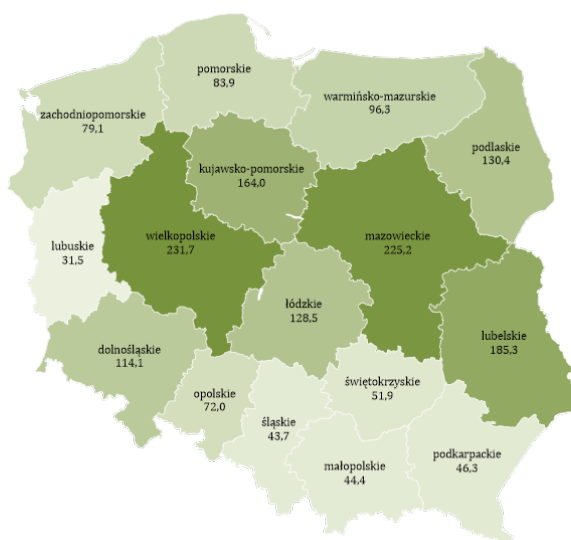 pomorskie
83,9
warmińsko-mazurskie
96,3
zachodniopomorskie
79,1
podlaskie
130,4
kujawsko-pomorskie
164,0
wielkopolskie
231,7
mazowieckie
225,2
lubuskie
31,5
łódzkie
128,5
lubelskie
185,3
dolnośląskie
114,1
świętokrzyskie
51,9
opolskie
72,0
śląskie
43,7
podkarpackie
46,3
małopolskie
44,4